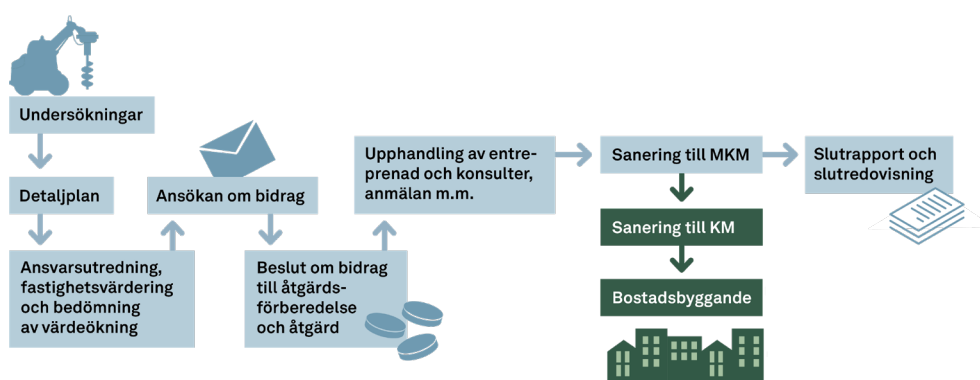 Undersökningar
Detaljplan
Ansvarsutredning,
fastighetsvärdering
och bedömning
av värdeökning
Ansökan om bidrag
Beslut om bidrag
till åtgärds-
förberedelse
och åtgärd
Upphandling av entre-
prenad och konsulter,
anmälan m.m.
Sanering till MKM
Sanering till KM
Bostadsbyggande
Slutrapport och
slutredovisning